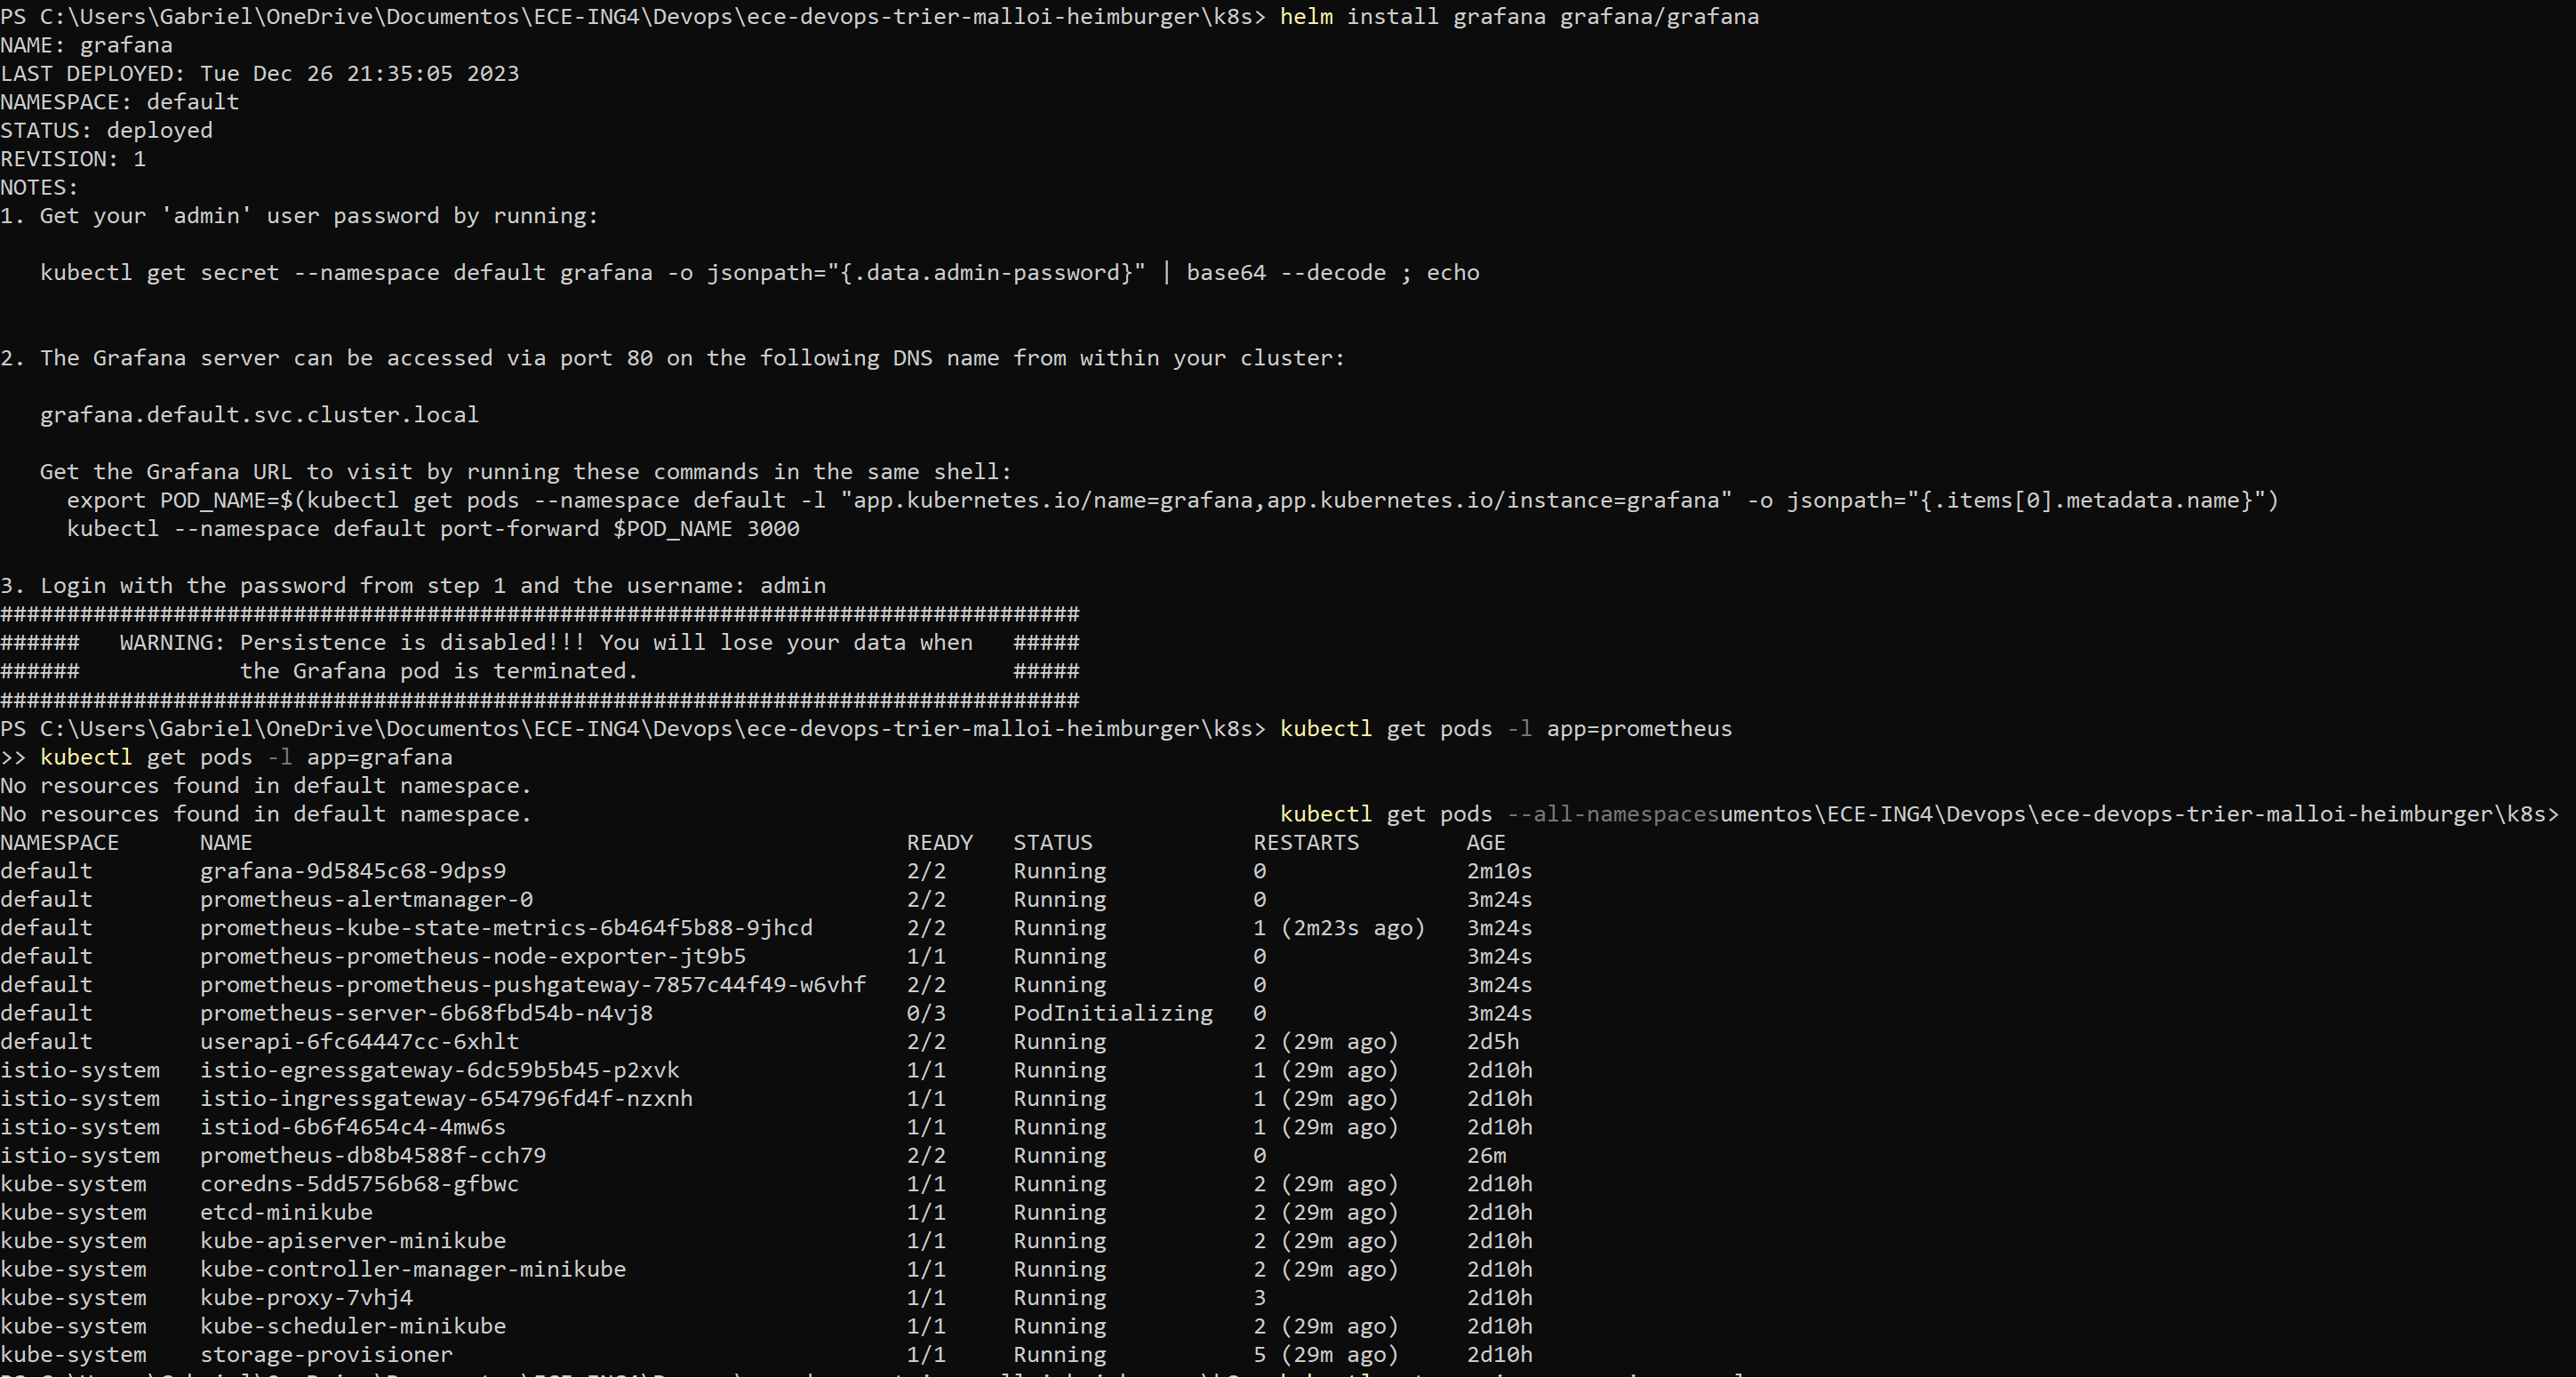 PS C:\Users\Gabriel\OneDrive\Documentos\ECE-ING4\Devops\ece-devops-trier-malloi-heimburger\k8s> helm install grafana grafana/grafana
NAME: grafana
LAST DEPLOYED: Tue Dec 26 21:35:05 2023
NAMESPACE: default
STATUS: deployed
REVISION: 1
NOTES:
1. Get your 'admin' user password by running:
   kubectl get secret --namespace default grafana -o jsonpath="{.data.admin-password}" | base64 --decode ; echo
2. The Grafana server can be accessed via port 80 on the following DNS name from within your cluster:
   grafana.default.svc.cluster.local
   Get the Grafana URL to visit by running these commands in the same shell:
     export POD_NAME=$(kubectl get pods --namespace default -l "app.kubernetes.io/name=grafana,app.kubernetes.io/instance=grafana" -o jsonpath="{.items[0].metadata.name}")
     kubectl --namespace default port-forward $POD_NAME 3000
3. Login with the password from step 1 and the username: admin
#################################################################################
######   WARNING: Persistence is disabled!!! You will lose your data when   #####
######            the Grafana pod is terminated.                            #####
#################################################################################
PS C:\Users\Gabriel\OneDrive\Documentos\ECE-ING4\Devops\ece-devops-trier-malloi-heimburger\k8s> kubectl get pods -l app=prometheus
>> kubectl get pods -l app=grafana
No resources found in default namespace.
No resources found in default namespace.                                                        kubectl get pods --all-namespacesumentos\ECE-ING4\Devops\ece-devops-trier-malloi-heimburger\k8s>
NAMESPACE      NAME                                                 READY   STATUS            RESTARTS        AGE
default        grafana-9d5845c68-9dps9                              2/2     Running           0               2m10s
default        prometheus-alertmanager-0                            2/2     Running           0               3m24s
default        prometheus-kube-state-metrics-6b464f5b88-9jhcd       2/2     Running           1 (2m23s ago)   3m24s
default        prometheus-prometheus-node-exporter-jt9b5            1/1     Running           0               3m24s
default        prometheus-prometheus-pushgateway-7857c44f49-w6vhf   2/2     Running           0               3m24s
default        prometheus-server-6b68fbd54b-n4vj8                   0/3     PodInitializing   0               3m24s
default        userapi-6fc64447cc-6xhlt                             2/2     Running           2 (29m ago)     2d5h
istio-system   istio-egressgateway-6dc59b5b45-p2xvk                 1/1     Running           1 (29m ago)     2d10h
istio-system   istio-ingressgateway-654796fd4f-nzxnh                1/1     Running           1 (29m ago)     2d10h
istio-system   istiod-6b6f4654c4-4mw6s                              1/1     Running           1 (29m ago)     2d10h
istio-system   prometheus-db8b4588f-cch79                           2/2     Running           0               26m
kube-system    coredns-5dd5756b68-gfbwc                             1/1     Running           2 (29m ago)     2d10h
kube-system    etcd-minikube                                        1/1     Running           2 (29m ago)     2d10h
kube-system    kube-apiserver-minikube                              1/1     Running           2 (29m ago)     2d10h
kube-system    kube-controller-manager-minikube                     1/1     Running           2 (29m ago)     2d10h
kube-system    kube-proxy-7vhj4                                     1/1     Running           3               2d10h
kube-system    kube-scheduler-minikube                              1/1     Running           2 (29m ago)     2d10h
kube-system    storage-provisioner                                  1/1     Running           5 (29m ago)     2d10h